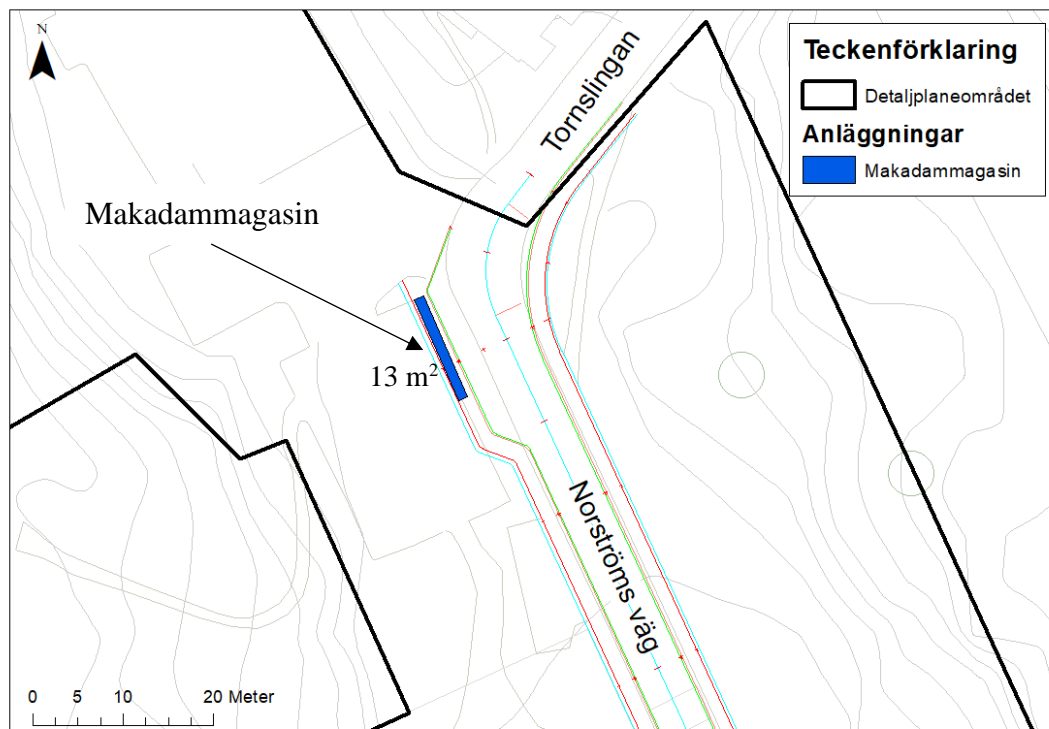 N
Tornslingan
Teckenförklaring
Detaljplaneområdet
Anläggningar
Makadammagasin
Makadammagasin
13 m²
Norströms väg
0 5 10 20 Meter